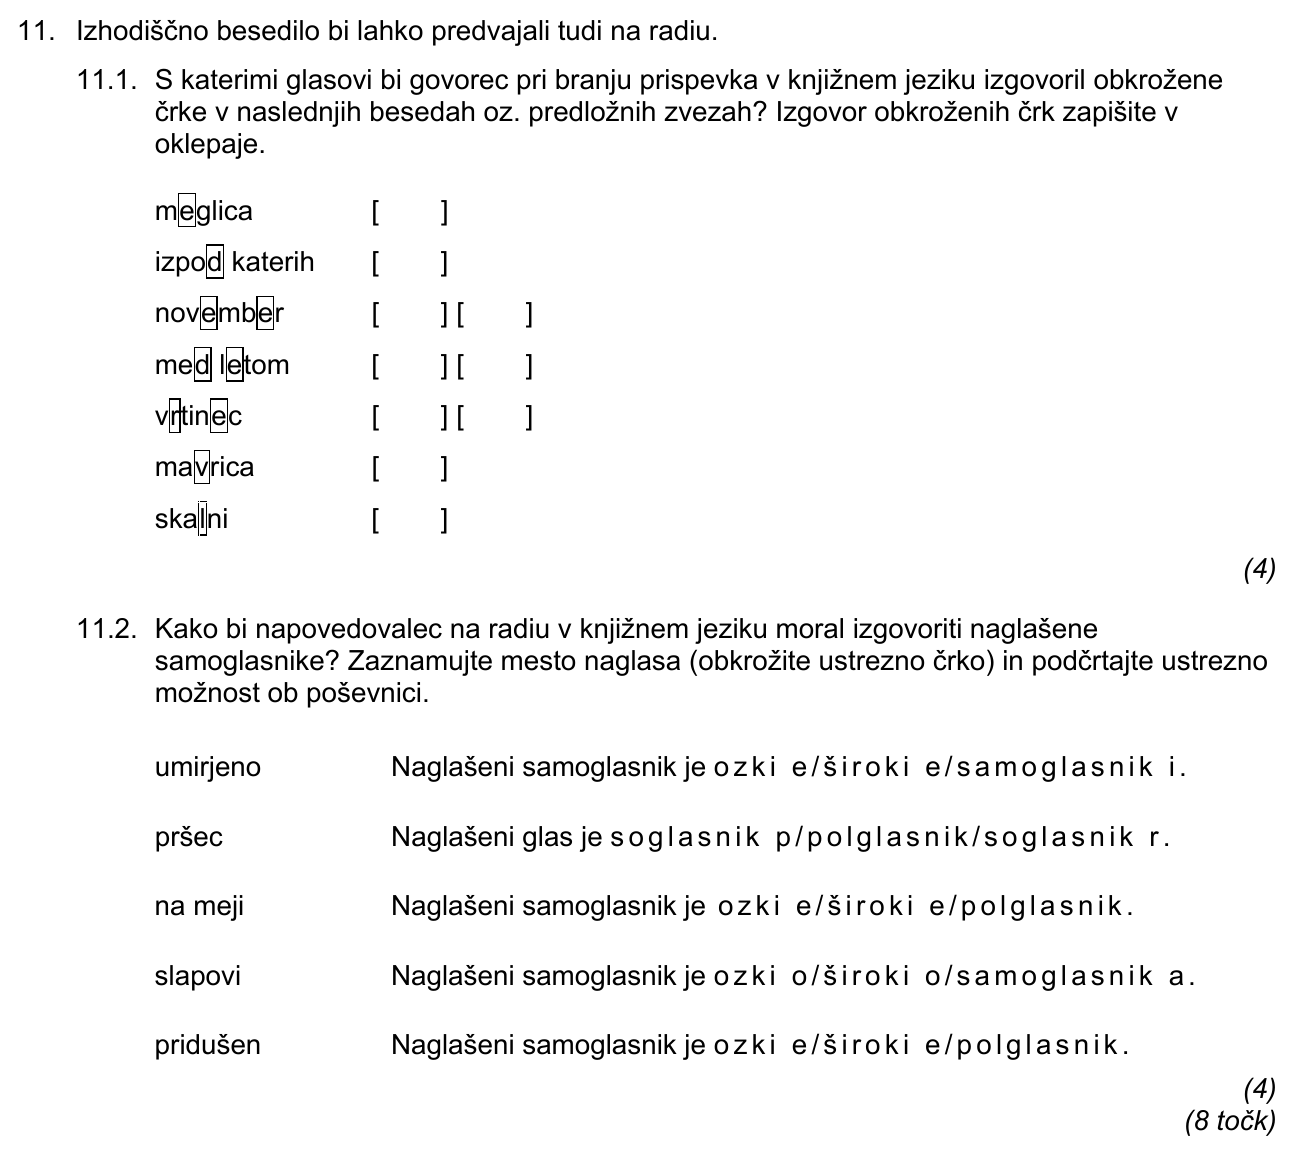 11. Izhodiščno besedilo bi lahko predvajali tudi na radiu.
11.1. S katerimi glasovi bi govorec pri branju prispevka v knjižnem jeziku izgovoril obkrožene
črke v naslednjih besedah oz. predložnih zvezah? Izgovor obkroženih črk zapišite v
oklepaje.
meglica [ ]
izpod katerih [ ]
november [ ] [ ]
med letom [ ] [ ]
vrtinec [ ] [ ]
mavrica [ ]
skalni [ ]
(4)
11.2. Kako bi napovedovalec na radiu v knjižnem jeziku moral izgovoriti naglašene
samoglasnike? Zaznamujte mesto naglasa (obkrožite ustrezno črko) in podčrtajte ustrezno
možnost ob poševnici.
umirjeno Naglašeni samoglasnik je ozki e/široki e/samoglasnik i.
pršec Naglašeni glas je soglasnik p/polglasnik/soglasnik r.
na meji Naglašeni samoglasnik je ozki e/široki e/polglasnik.
slapovi Naglašeni samoglasnik je ozki o/široki o/samoglasnik a.
pridušen Naglašeni samoglasnik je ozki e/široki e/polglasnik.
(4)
(8 točk)